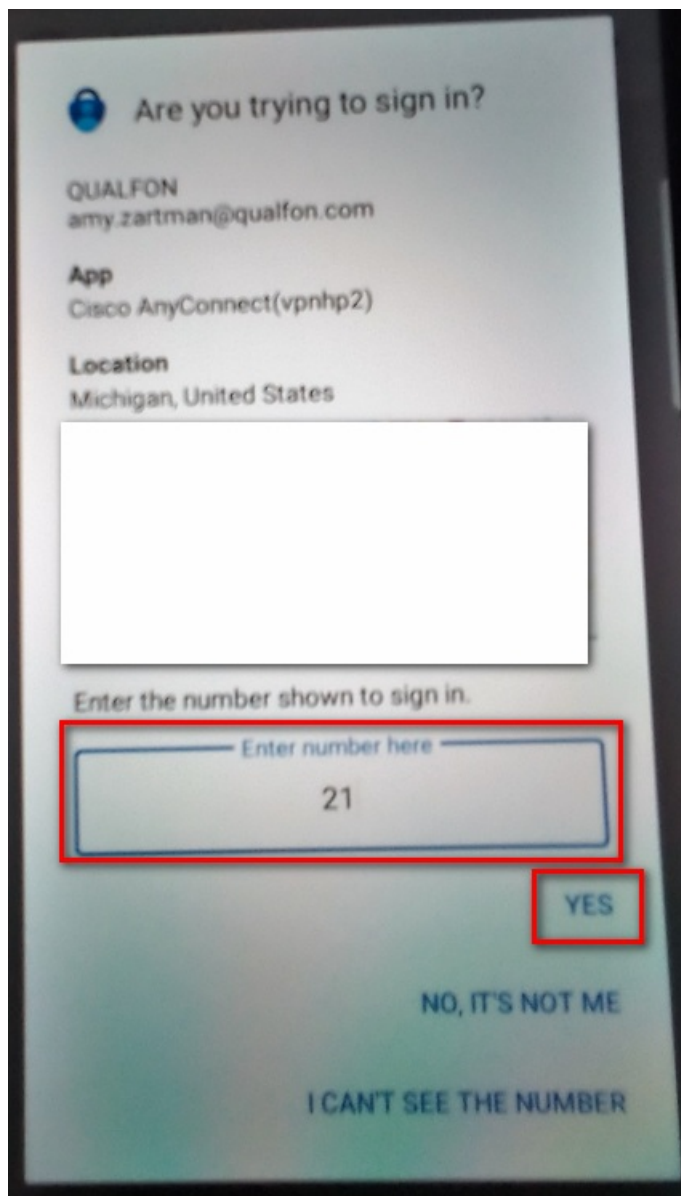 Are you trying to sign in?
QUALFON
amy.zartman@qualfon.com
App
Cisco AnyConnect(vpnhp2)
Location
Michigan, United States
Enter the number shown to sign in.
Enter number here
21
YES
NO, IT'S NOT ME
I CAN'T SEE THE NUMBER